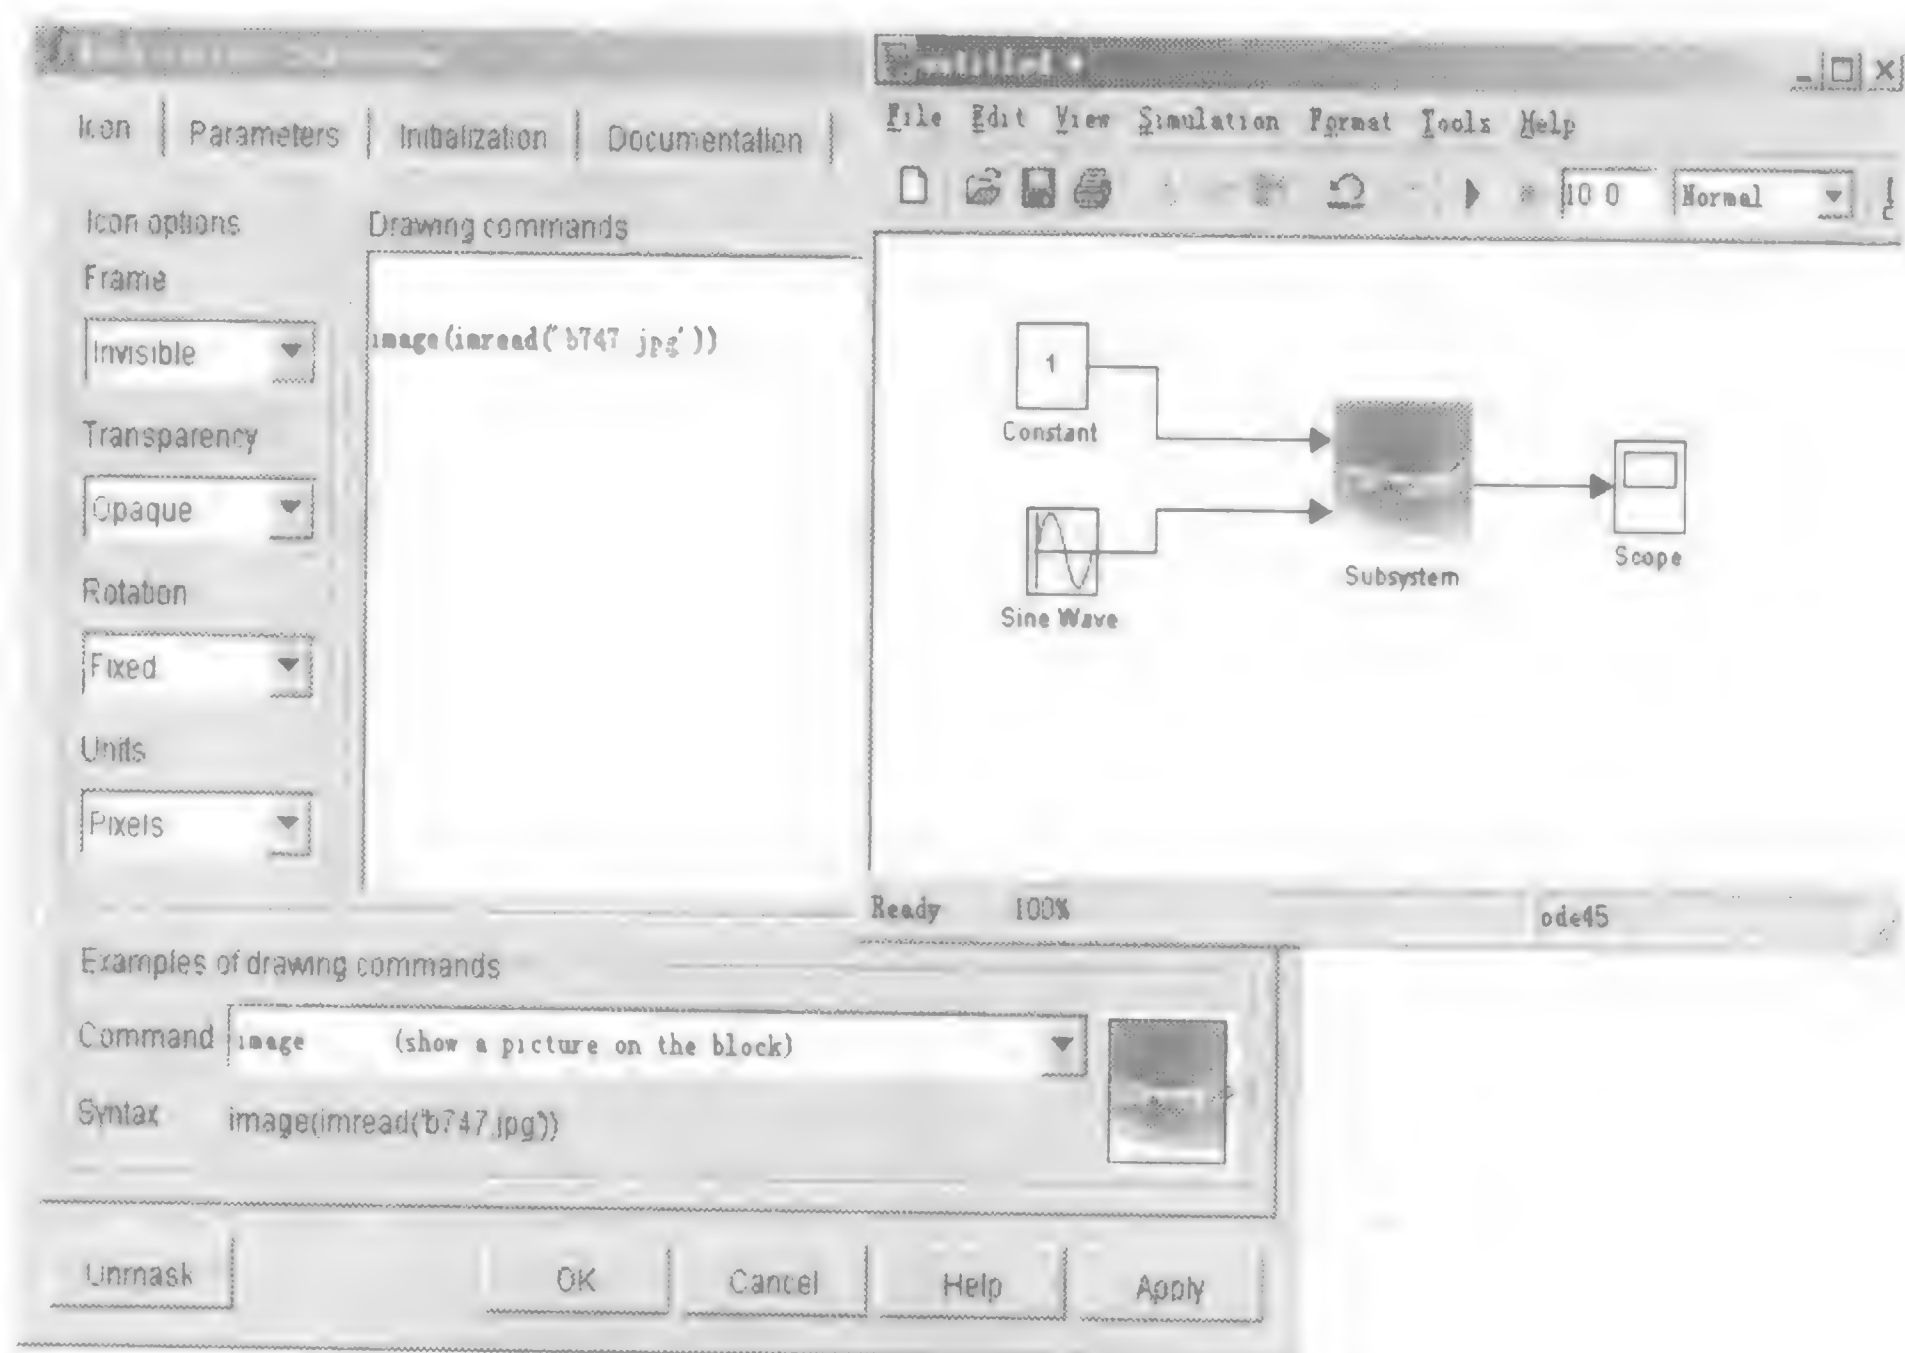 Icon Parameters Initialization Documentation
Icon options
Drawing commands
Frame
Invisible
image(imread('b747 jpg'))
Transparency
Opaque
Rotation
Fixed
Units
Pixels
Examples of drawing commands
Command image (show a picture on the block)
Syntax image(imread('b747.jpg'))
Unmask OK Cancel Help Apply
untitled *
File Edit View Simulation Format Tools Help
10 0 Normal
1
Constant
Sine Wave
Subsystem
Scope
Ready 100% ode45